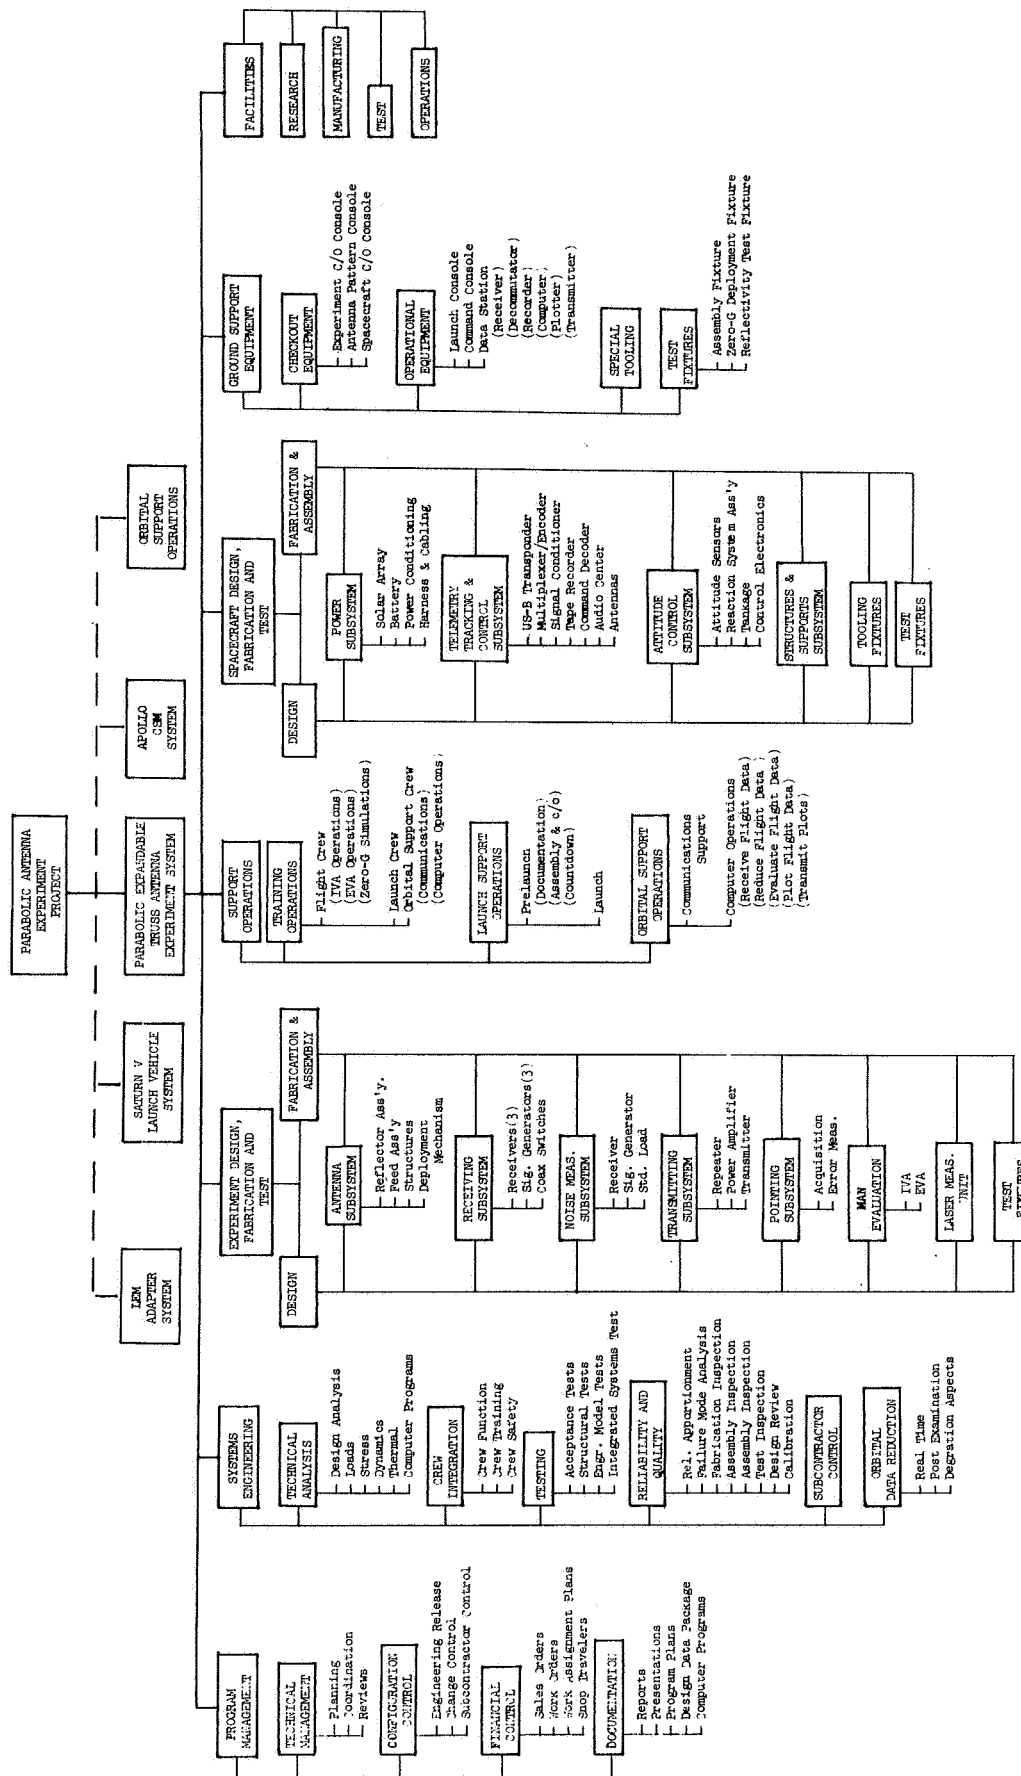 PARABOLIC ANTENNA
EXPERIMENT
PROJECT
LEM
ADAPTER
SYSTEM
SATURN V
LAUNCH VEHICLE
SYSTEM
PARABOLIC EXPANDABLE
TRUSS ANTENNA
EXPERIMENT SYSTEM
APOLLO
CSM
SYSTEM
ORBITAL
SUPPORT
OPERATIONS
PROGRAM
MANAGEMENT
TECHNICAL
MANAGEMENT
Planning
Coordination
Reviews
CONFIGURATION
CONTROL
Engineering Release
Change Control
Subcontractor Control
FINANCIAL
CONTROL
Sales Orders
Work Orders
Work Assignment Plans
Shop Travelers
DOCUMENTATION
Reports
Presentations
Program Plans
Design Data Package
Computer Programs
SYSTEMS
ENGINEERING
TECHNICAL
ANALYSIS
Design Analysis
Loads
Stress
Dynamics
Thermal
Computer Programs
CREW
INTEGRATION
Crew Function
Crew Training
Crew Safety
TESTING
Acceptance Tests
Structural Tests
Engr. Model Tests
Integrated Systems Test
RELIABILITY AND
QUALITY
Rel. Apportionment
Failure Mode Analysis
Fabrication Inspection
Assembly Inspection
Assembly Inspection
Test Inspection
Design Review
Calibration
SUBCONTRACTOR
CONTROL
ORBITAL
DATA REDUCTION
Real Time
Post Examination
Degration Aspects
EXPERIMENT DESIGN,
FABRICATION AND
TEST
DESIGN
FABRICATION &
ASSEMBLY
ANTENNA
SUBSYSTEM
Reflector Ass'y.
Feed Ass'y
Structures
Deployment
Mechanism
RECEIVING
SUBSYSTEM
Receivers(3)
Sig. Generators(3)
Coax Switches
NOISE MEAS.
SUBSYSTEM
Receiver
Sig. Generator
Std. Load
TRANSMITTING
SUBSYSTEM
Repeater
Power Amplifier
Transmitter
POINTING
SUBSYSTEM
Acquisition
Error Meas.
MAN
EVALUATION
IVA
EVA
LASER MEAS.
UNIT
TEST
SUPPORT
OPERATIONS
TRAINING
OPERATIONS
Flight Crew
(IVA Operations)
(EVA Operations)
(Zero-G Simulations)
Launch Crew
Orbital Support Crew
(Communications)
(Computer Operations)
LAUNCH SUPPORT
OPERATIONS
Prelaunch
(Documentation)
(Assembly & c/o)
(Countdown)
Launch
ORBITAL SUPPORT
OPERATIONS
Communications
Support
Computer Operations
(Receive Flight Data)
(Reduce Flight Data )
(Evaluate Flight Data)
(Plot Flight Data)
(Transmit Plots)
SPACECRAFT DESIGN,
FABRICATION AND
TEST
DESIGN
FABRICATION &
ASSEMBLY
POWER
SUBSYSTEM
Solar Array
Battery
Power Conditioning
Harness & Cabling
TELEMETRY
TRACKING &
CONTROL
SUBSYSTEM
US-B Transponder
Multiplexer/Encoder
Signal Conditioner
Tape Recorder
Command Decoder
Audio Center
Antennas
ATTITUDE
CONTROL
SUBSYSTEM
Attitude Sensors
Reaction System Ass'y
Tankage
Control Electronics
STRUCTURES &
SUPPORTS
SUBSYSTEM
TOOLING
FIXTURES
TEST
FIXTURES
GROUND SUPPORT
EQUIPMENT
CHECKOUT
EQUIPMENT
Experiment C/O Console
Antenna Pattern Console
Spacecraft C/O Console
OPERATIONAL
EQUIPMENT
Launch Console
Command Console
Data Station
(Receiver)
(Decommutator)
(Recorder)
(Computer)
(Plotter)
(Transmitter)
SPECIAL
TOOLING
TEST
FIXTURES
Assembly Fixture
Zero-G Deployment Fixture
Reflectivity Test Fixture
FACILITIES
RESEARCH
MANUFACTURING
TEST
OPERATIONS